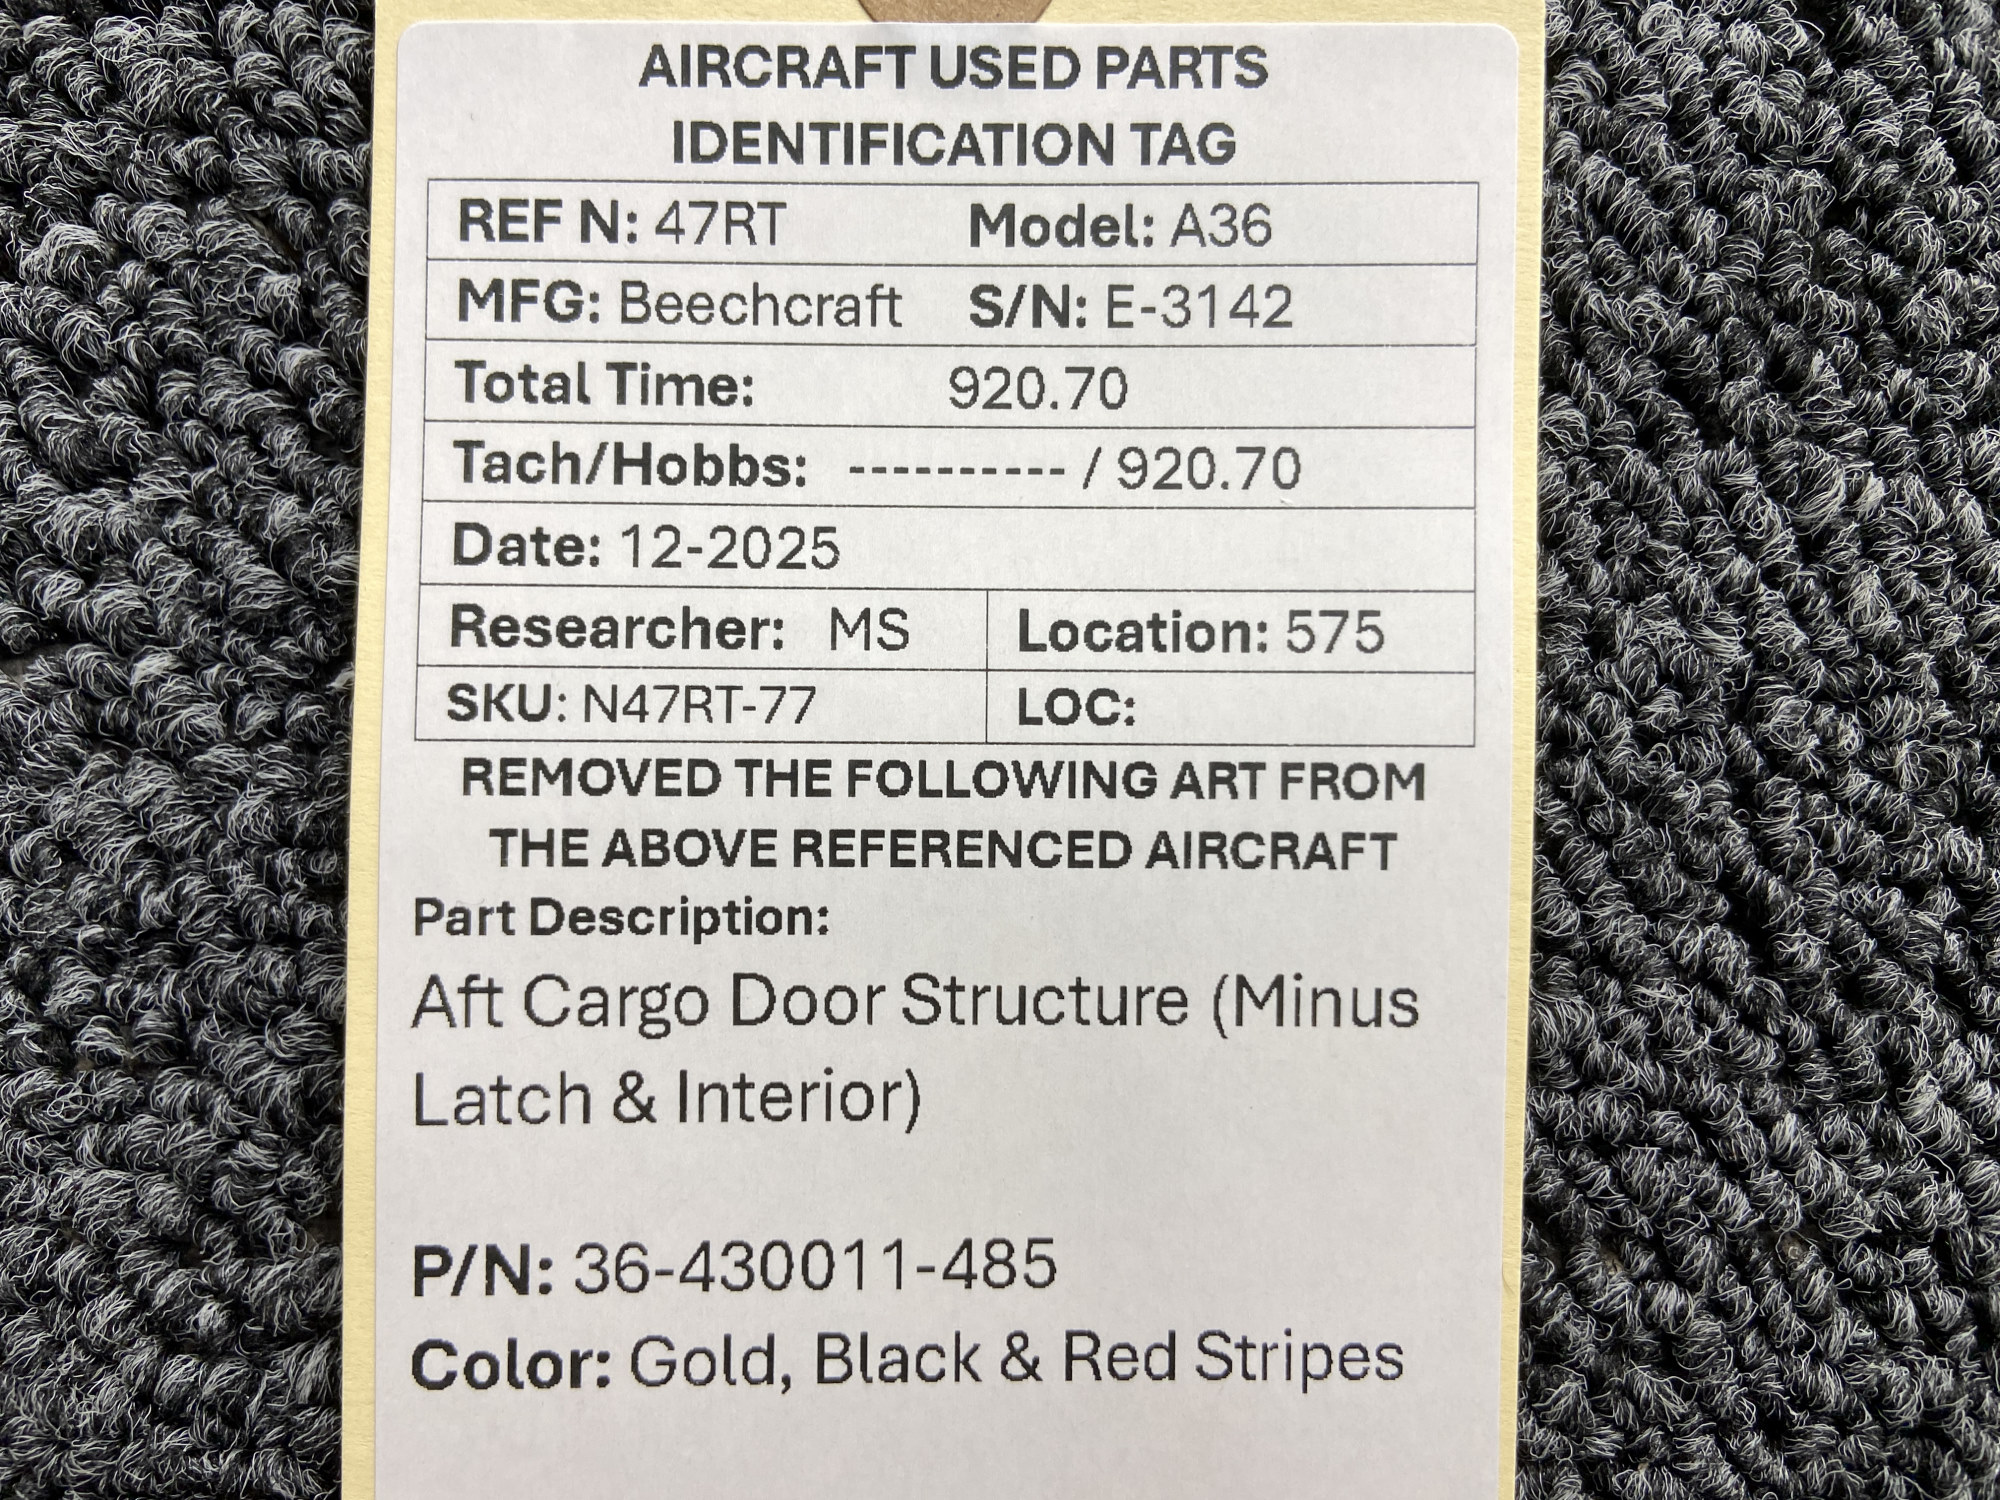 AIRCRAFT USED PARTS
IDENTIFICATION TAG
REF N: 47RT Model: A36
MFG: Beechcraft S/N: E-3142
Total Time: 920.70
Tach/Hobbs: ---------- / 920.70
Date: 12-2025
Researcher: MS Location: 575
SKU: N47RT-77 LOC:
REMOVED THE FOLLOWING ART FROM
THE ABOVE REFERENCED AIRCRAFT
Part Description:
Aft Cargo Door Structure (Minus
Latch & Interior)
P/N: 36-430011-485
Color: Gold, Black & Red Stripes